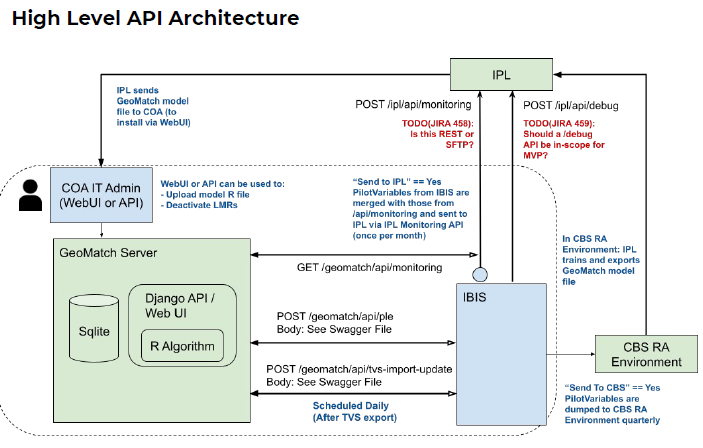 High Level API Architecture
IPL
IPL sends
GeoMatch model
file to COA (to
install via WebUI)
POST /ipl/api/monitoring
TODO(JIRA 458):
Is this REST or
SFTP?
POST /ipl/api/debug
TODO(JIRA 459):
Should a /debug
API be in-scope for
MVP?
COA IT Admin
(WebUI or API)
WebUI or API can be used to:
- Upload model R file
- Deactivate LMRs
“Send to IPL” == Yes
PilotVariables from IBIS are
merged with those from
/api/monitoring and sent to
IPL via IPL Monitoring API
(once per month)
In CBS RA
Environment: IPL
trains and exports
GeoMatch model
file
GeoMatch Server
GET /geomatch/api/monitoring
Sqlite
Django API /
Web UI
R Algorithm
IBIS
POST /geomatch/api/ple
Body: See Swagger File
POST /geomatch/api/tvs-import-update
Body: See Swagger File
Scheduled Daily
(After TVS export)
CBS RA
Environment
“Send To CBS” == Yes
PilotVariables are
dumped to CBS RA
Environment quarterly